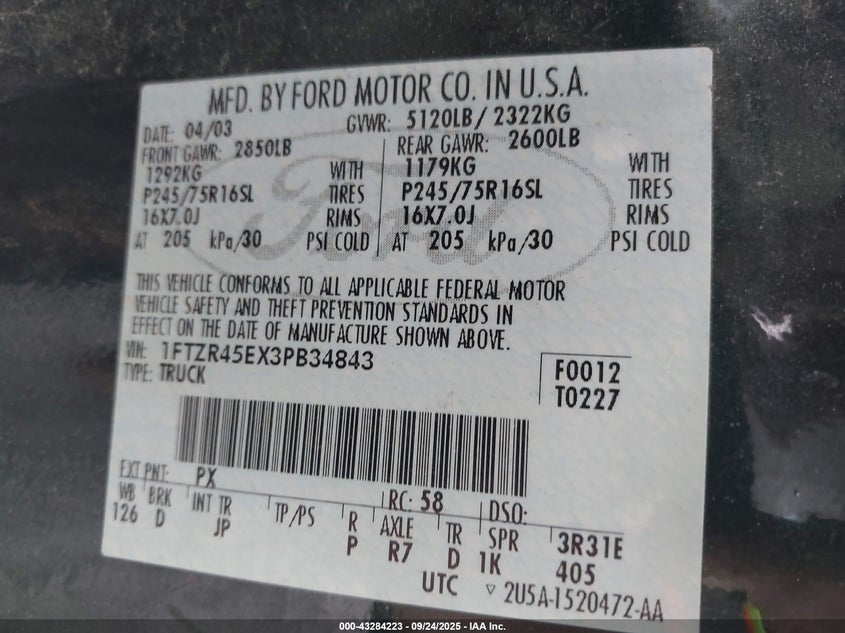 MFD. BY FORD MOTOR CO. IN U.S.A.
DATE: 04/03 GVWR: 5120LB/ 2322KG
FRONT GAWR: 2850LB REAR GAWR: 2600LB
1292KG WITH 1179KG WITH
P245/75R16SL TIRES P245/75R16SL TIRES
16X7.0J RIMS 16X7.0J RIMS
AT 205 kPa/30 PSI COLD AT 205 kPa/30 PSI COLD
Ford
THIS VEHICLE CONFORMS TO ALL APPLICABLE FEDERAL MOTOR
VEHICLE SAFETY AND THEFT PREVENTION STANDARDS IN
EFFECT ON THE DATE OF MANUFACTURE SHOWN ABOVE.
VIN: 1FTZR45EX3PB34843
TYPE: TRUCK
F0012
T0227
EXT PNT: PX RC: 58 DSO:
WB BRK INT TR TP/PS R AXLE TR SPR 3R31E
126 D JP P R7 D 1K 405
UTC ▽ 2U5A-1520472-AA
000-43284223 - 09/24/2025 - IAA Inc.